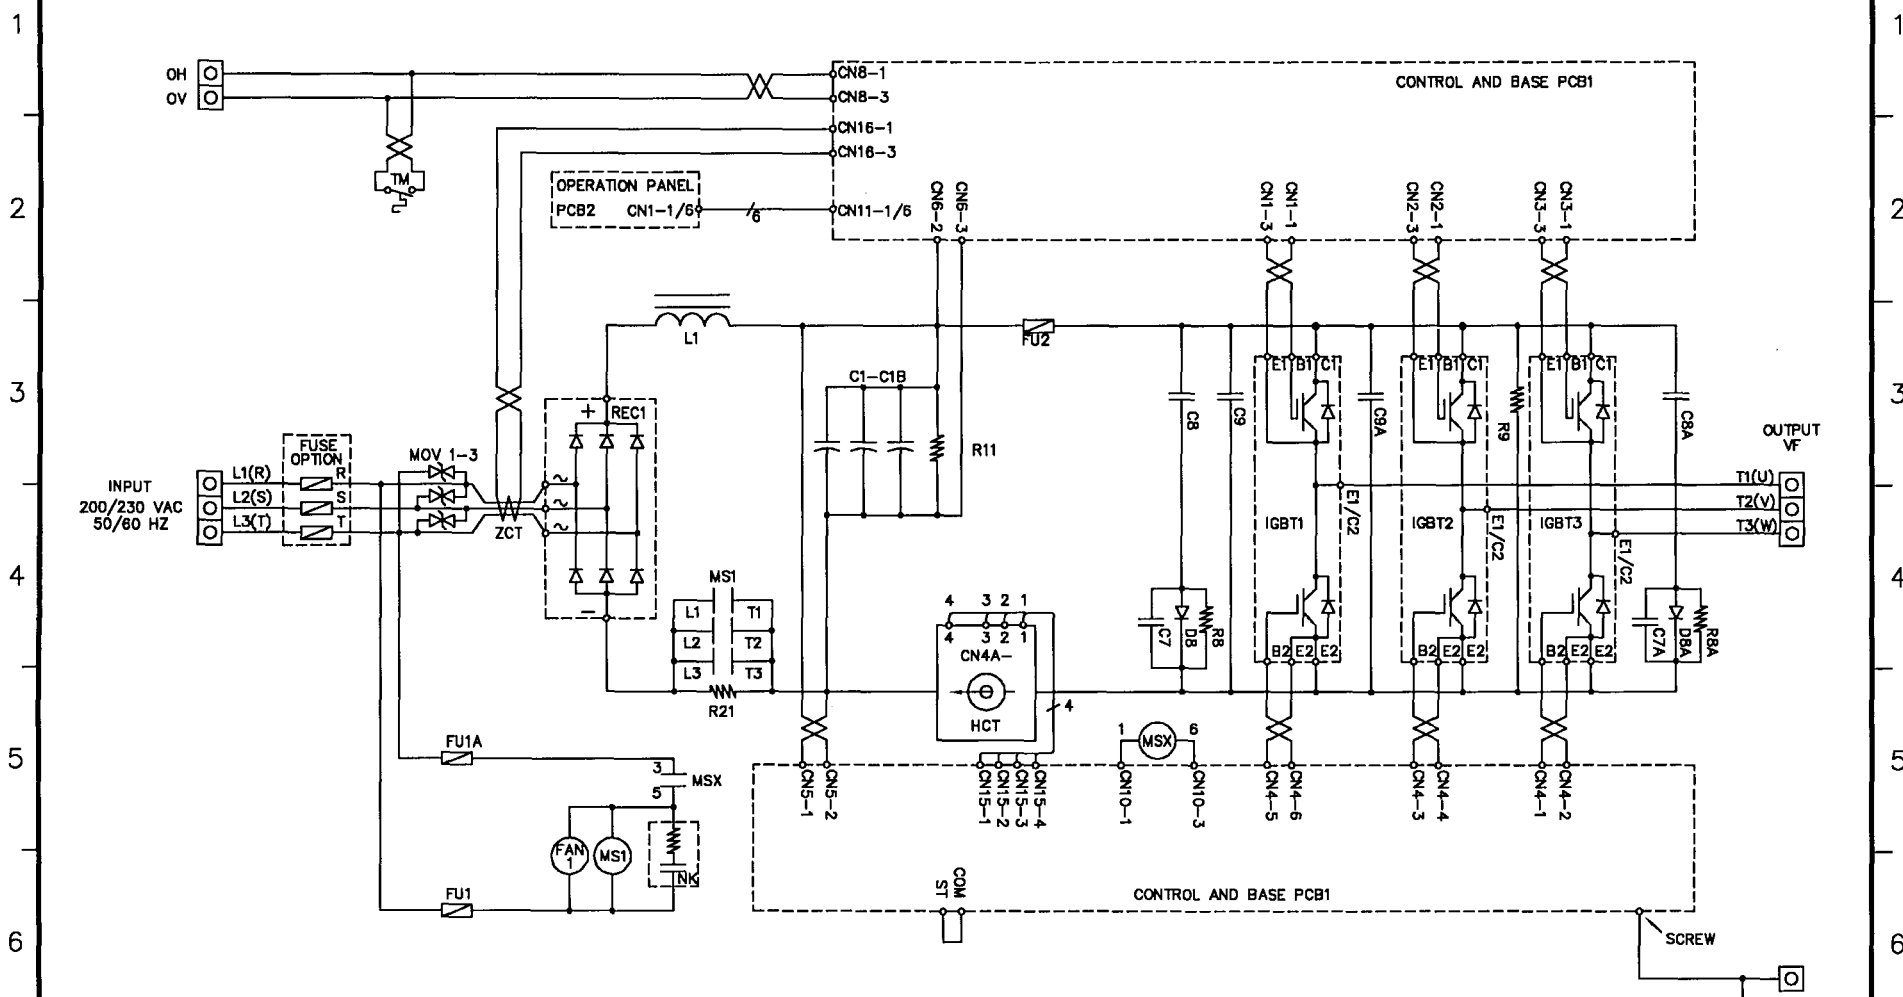 1
1
OH
OV
CN8-1
CN8-3
CONTROL AND BASE PCB1
CN16-1
CN16-3
TM
OPERATION PANEL
PCB2 CN1-1/6
6
CN11-1/6
CN6-2
CN6-3
CN1-3
CN1-1
CN2-3
CN2-1
CN3-3
CN3-1
2
2
L1
FU2
3
3
C1-C1B
R11
C8
C9
E1 B1 C1
C9A
E1 B1 C1
R9
E1 B1 C1
C8A
+ REC1
FUSE
OPTION
MOV 1-3
OUTPUT
VF
INPUT
200/230 VAC
50/60 HZ
L1(R)
L2(S)
L3(T)
R
S
T
ZCT
~
~
~
IGBT1
E1/C2
IGBT2
E1/C2
IGBT3
E1/C2
T1(U)
T2(V)
T3(W)
4
4
−
MS1
L1 T1
L2 T2
L3 T3
R21
4 3 2 1
4 3 2 1
CN4A-
HCT
4
C7
D8
R8
B2 E2 E2
B2 E2 E2
B2 E2 E2
C7A
D8A
R8A
5
5
FU1A
3
5
MSX
1 MSX 6
CN5-1
CN5-2
CN15-1
CN15-2
CN15-3
CN15-4
CN10-1
CN10-3
CN4-5
CN4-6
CN4-3
CN4-4
CN4-1
CN4-2
FAN
1
MS1
NK
FU1
ST
COM
CONTROL AND BASE PCB1
SCREW
6
6